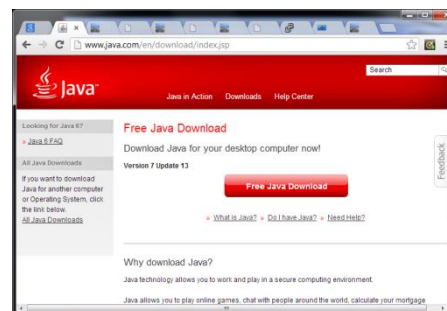 www.java.com/en/download/index.jsp
Search
Java
Java in Action Downloads Help Center
Looking for Java 6?
» Java 6 FAQ
All Java Downloads
If you want to download
Java for another computer
or Operating System, click
the link below.
All Java Downloads
Free Java Download
Download Java for your desktop computer now!
Version 7 Update 13
Free Java Download
» What is Java? » Do I have Java? » Need Help?
Why download Java?
Java technology allows you to work and play in a secure computing environment.
Java allows you to play online games, chat with people around the world, calculate your mortgage
Feedback